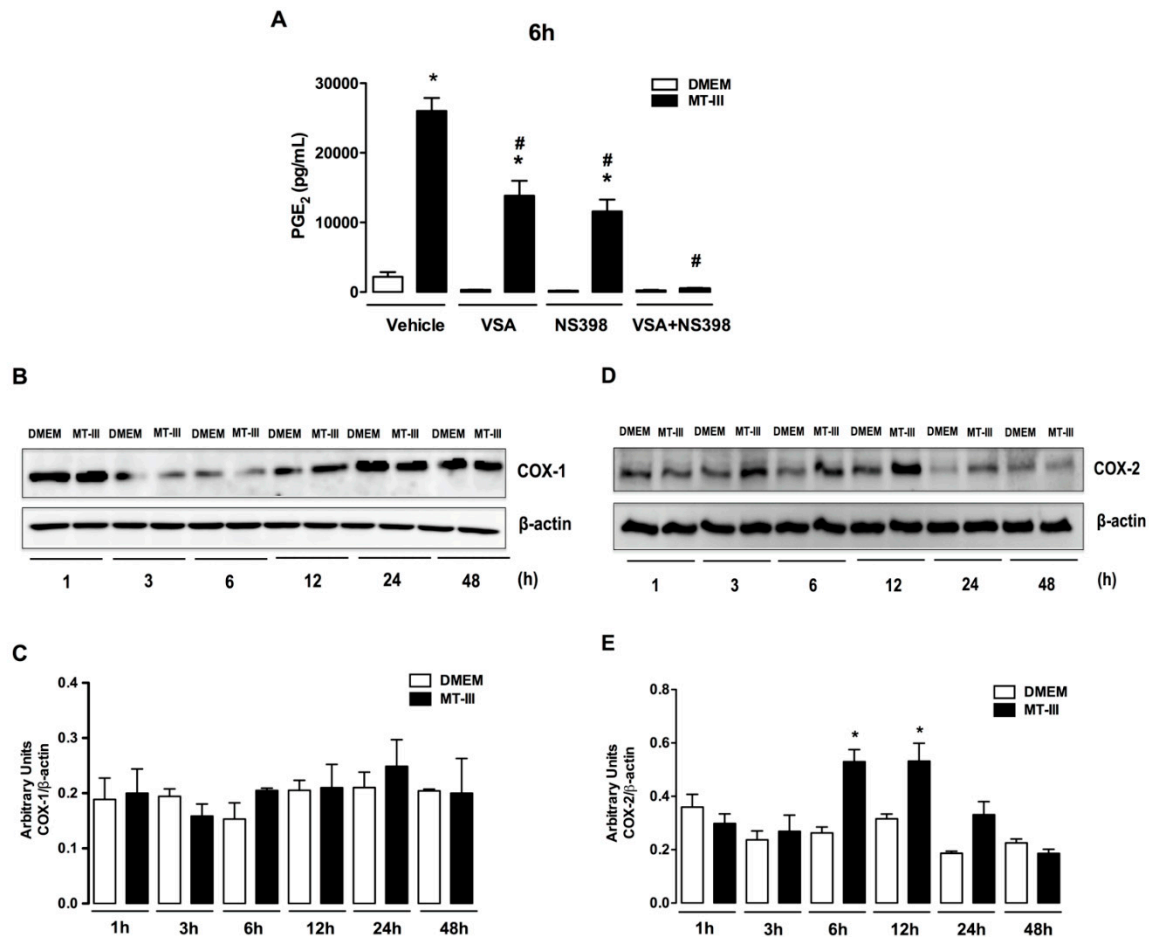 A
6h
30000
20000
10000
0
PGE₂ (pg/mL)
*
#
*
#
*
#
DMEM
MT-III
Vehicle VSA NS398 VSA+NS398
B
DMEM MT-III DMEM MT-III DMEM MT-III DMEM MT-III DMEM MT-III DMEM MT-III
COX-1
β-actin
1 3 6 12 24 48 (h)
D
DMEM MT-III DMEM MT-III DMEM MT-III DMEM MT-III DMEM MT-III DMEM MT-III
COX-2
β-actin
1 3 6 12 24 48 (h)
C
0.4
0.3
0.2
0.1
0.0
Arbitrary Units
COX-1/β-actin
DMEM
MT-III
1h 3h 6h 12h 24h 48h
E
0.8
0.6
0.4
0.2
0.0
Arbitrary Units
COX-2/β-actin
* *
DMEM
MT-III
1h 3h 6h 12h 24h 48h